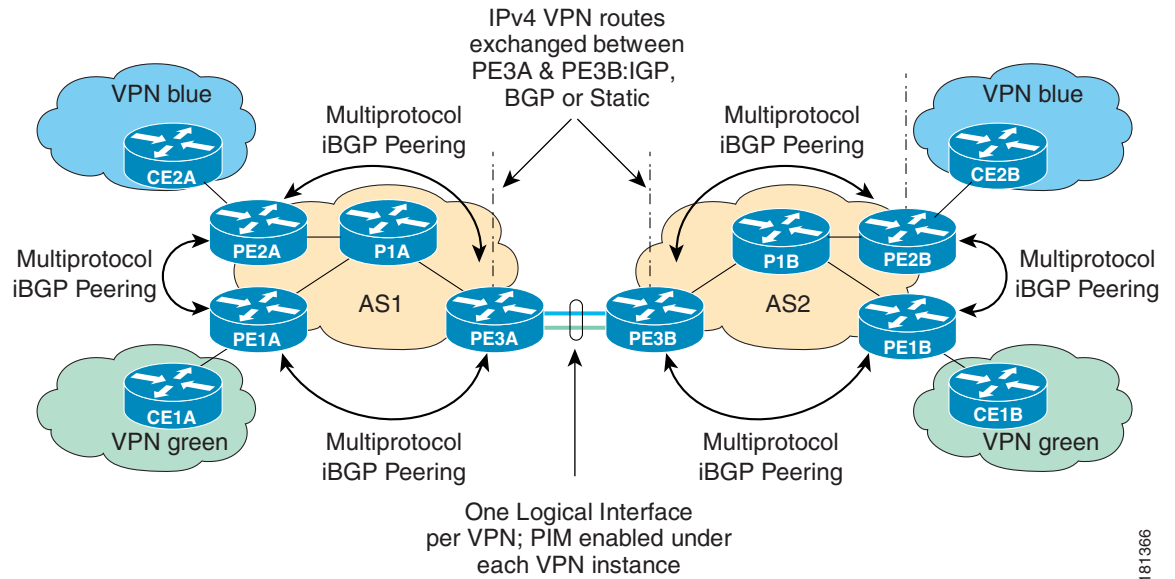 IPv4 VPN routes
exchanged between
PE3A & PE3B:IGP,
BGP or Static
VPN blue
Multiprotocol
iBGP Peering
Multiprotocol
iBGP Peering
VPN blue
CE2A
CE2B
PE2A
P1A
P1B
PE2B
Multiprotocol
iBGP Peering
Multiprotocol
iBGP Peering
AS1
AS2
PE1A
PE3A
PE3B
PE1B
CE1A
CE1B
VPN green
VPN green
Multiprotocol
iBGP Peering
Multiprotocol
iBGP Peering
One Logical Interface
per VPN; PIM enabled under
each VPN instance
181366